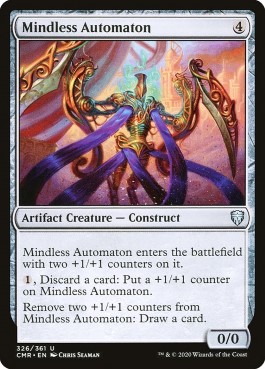 Mindless Automaton 4
Artifact Creature — Construct
Mindless Automaton enters the battlefield
with two +1/+1 counters on it.
1, Discard a card: Put a +1/+1 counter
on Mindless Automaton.
Remove two +1/+1 counters from
Mindless Automaton: Draw a card.
0/0
326/361 U
CMR • EN Chris Seaman
™ & © 2020 Wizards of the Coast